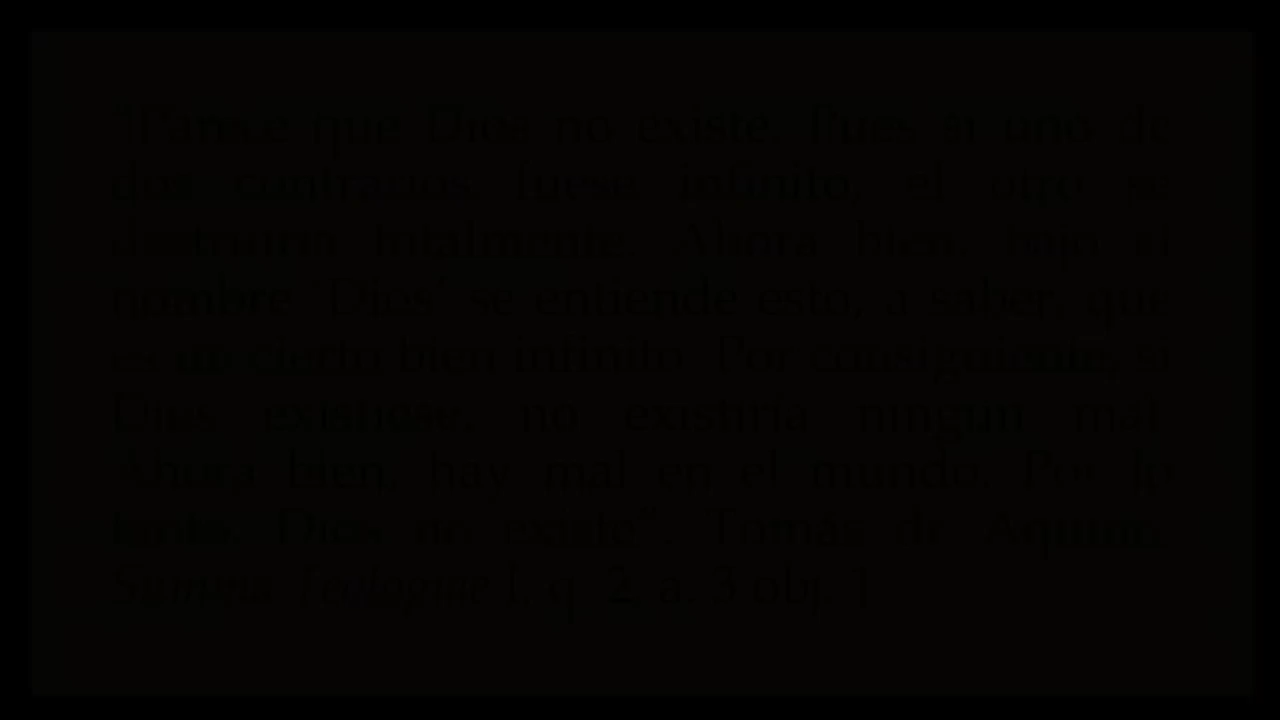 "Parece que Dios no existe. Pues si uno de
dos contrarios fuese infinito, el otro se
destruiría totalmente. Ahora bien, bajo el
nombre 'Dios' se entiende esto, a saber, que
es un cierto bien infinito. Por consiguiente, si
Dios existiese, no existiría ningún mal.
Ahora bien, hay mal en el mundo. Por lo
tanto, Dios no existe". Tomás de Aquino,
Summa Teologiae I, q. 2, a. 3 obj. 1